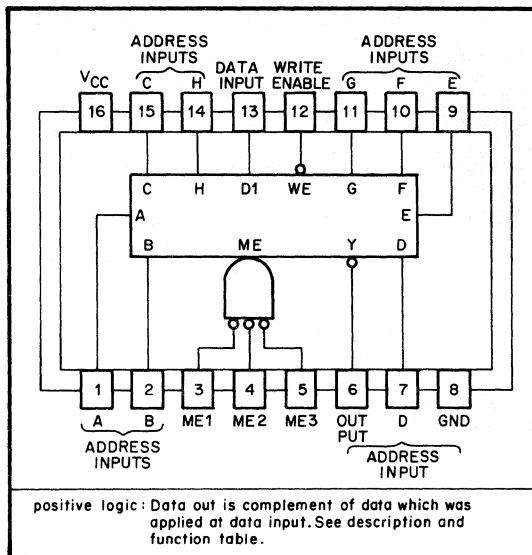 ADDRESS INPUTS
ADDRESS INPUTS
VCC C H DATA INPUT WRITE ENABLE G F E
16 15 14 13 12 11 10 9
C H D1 WE G F
A E
B ME Y D
1 2 3 4 5 6 7 8
A B ME1 ME2 ME3 OUT PUT D GND
ADDRESS INPUTS
ADDRESS INPUT
positive logic: Data out is complement of data which was
applied at data input. See description and
function table.